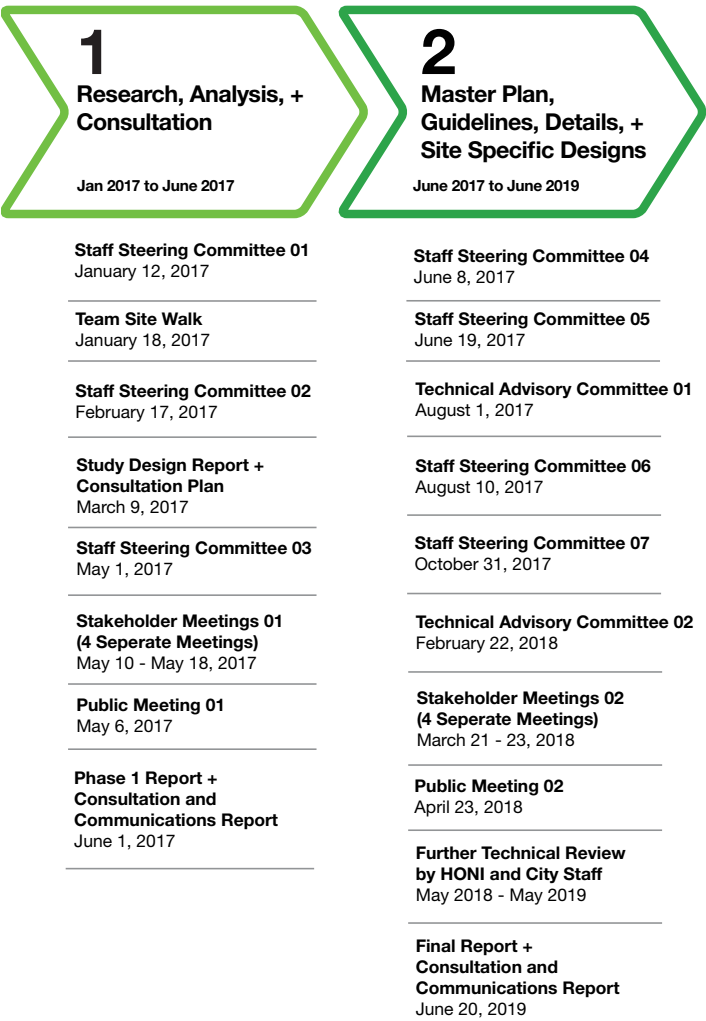 1
Research, Analysis, +
Consultation
Jan 2017 to June 2017
Staff Steering Committee 01
January 12, 2017
Team Site Walk
January 18, 2017
Staff Steering Committee 02
February 17, 2017
Study Design Report +
Consultation Plan
March 9, 2017
Staff Steering Committee 03
May 1, 2017
Stakeholder Meetings 01
(4 Seperate Meetings)
May 10 - May 18, 2017
Public Meeting 01
May 6, 2017
Phase 1 Report +
Consultation and
Communications Report
June 1, 2017
2
Master Plan,
Guidelines, Details, +
Site Specific Designs
June 2017 to June 2019
Staff Steering Committee 04
June 8, 2017
Staff Steering Committee 05
June 19, 2017
Technical Advisory Committee 01
August 1, 2017
Staff Steering Committee 06
August 10, 2017
Staff Steering Committee 07
October 31, 2017
Technical Advisory Committee 02
February 22, 2018
Stakeholder Meetings 02
(4 Seperate Meetings)
March 21 - 23, 2018
Public Meeting 02
April 23, 2018
Further Technical Review
by HONI and City Staff
May 2018 - May 2019
Final Report +
Consultation and
Communications Report
June 20, 2019